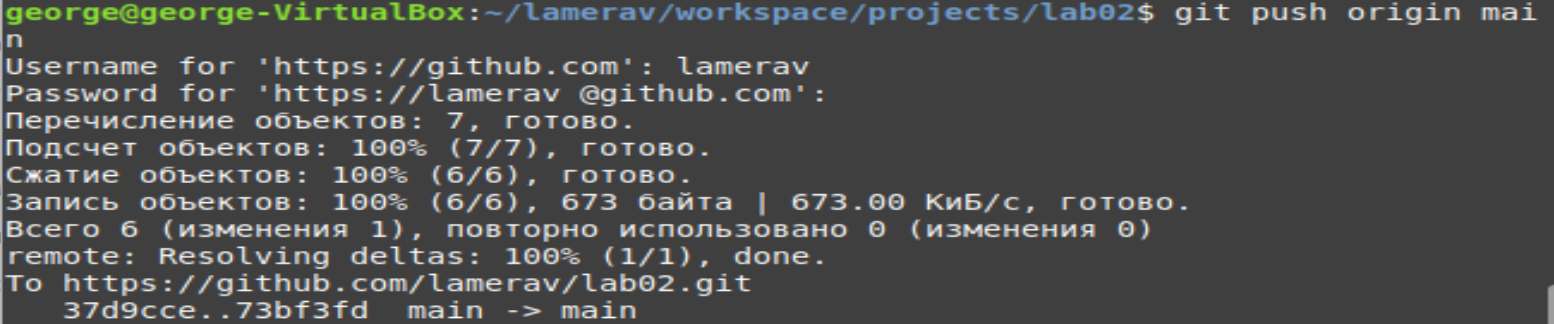 george@george-VirtualBox:~/lamerav/workspace/projects/lab02$ git push origin mai
n
Username for 'https://github.com': lamerav
Password for 'https://lamerav @github.com':
Перечисление объектов: 7, готово.
Подсчет объектов: 100% (7/7), готово.
Сжатие объектов: 100% (6/6), готово.
Запись объектов: 100% (6/6), 673 байта | 673.00 КиБ/с, готово.
Всего 6 (изменения 1), повторно использовано 0 (изменения 0)
remote: Resolving deltas: 100% (1/1), done.
To https://github.com/lamerav/lab02.git
   37d9cce..73bf3fd  main -> main